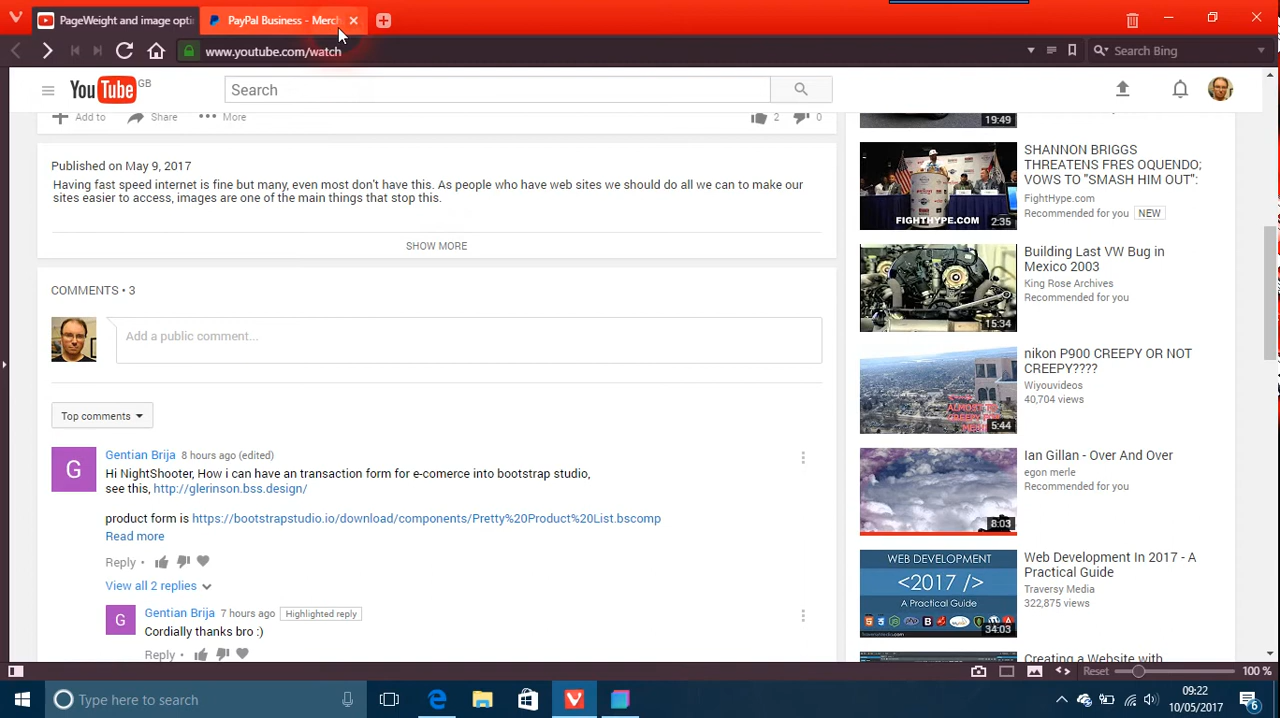 PageWeight and image opti
PayPal Business - Merch
www.youtube.com/watch
Search Bing
YouTube GB
Search
Add to
Share
More
2
0
Published on May 9, 2017
Having fast speed internet is fine but many, even most don't have this. As people who have web sites we should do all we can to make our
sites easier to access, images are one of the main things that stop this.
SHOW MORE
COMMENTS • 3
Add a public comment...
Top comments
G
Gentian Brija 8 hours ago (edited)
Hi NightShooter, How i can have an transaction form for e-comerce into bootstrap studio,
see this, http://glerinson.bss.design/
product form is https://bootstrapstudio.io/download/components/Pretty%20Product%20List.bscomp
Read more
Reply •
View all 2 replies
G
Gentian Brija 7 hours ago Highlighted reply
Cordially thanks bro :)
Reply •
19:49
SHANNON BRIGGS
THREATENS FRES OQUENDO;
VOWS TO "SMASH HIM OUT":
FightHype.com
Recommended for you NEW
FIGHTHYPE.COM
2:35
Building Last VW Bug in
Mexico 2003
King Rose Archives
Recommended for you
15:34
nikon P900 CREEPY OR NOT
CREEPY????
Wiyouvideos
40,704 views
5:44
Ian Gillan - Over And Over
egon merle
Recommended for you
8:03
WEB DEVELOPMENT
</2017 />
A Practical Guide
34:03
Web Development In 2017 - A
Practical Guide
Traversy Media
322,875 views
Creating a Website with
Reset
100 %
Type here to search
09:22
10/05/2017
6